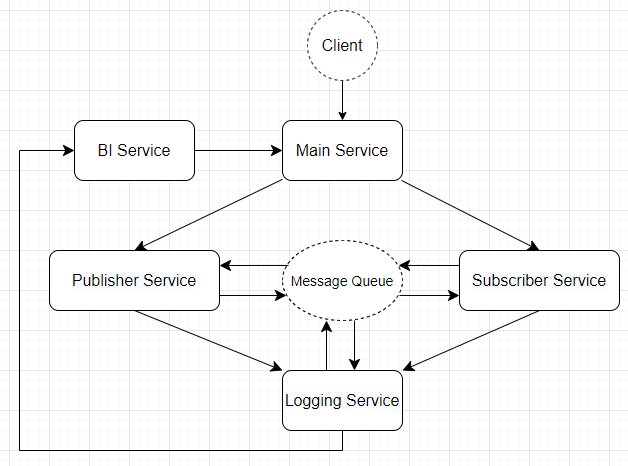 Client
BI Service
Main Service
Publisher Service
Message Queue
Subscriber Service
Logging Service